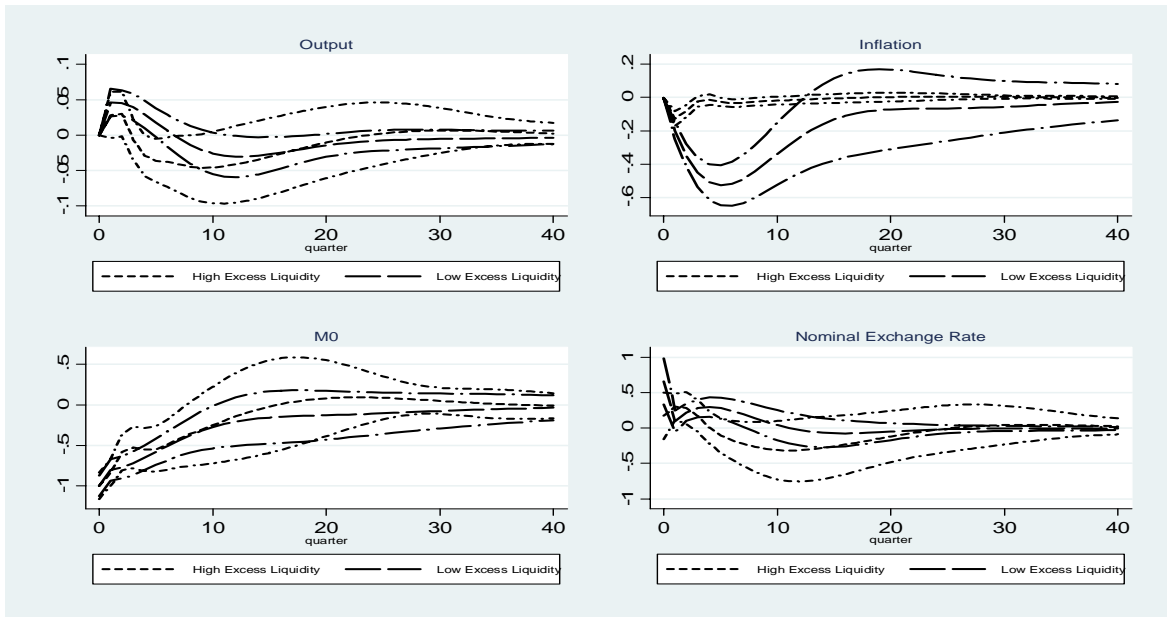 Output
.1
.05
0
-.05
-.1
0 10 20 30 40
quarter
High Excess Liquidity Low Excess Liquidity
Inflation
.2
0
-.2
-.4
-.6
0 10 20 30 40
quarter
High Excess Liquidity Low Excess Liquidity
M0
.5
0
-.5
-1
0 10 20 30 40
quarter
High Excess Liquidity Low Excess Liquidity
Nominal Exchange Rate
1
.5
0
-.5
-1
0 10 20 30 40
quarter
High Excess Liquidity Low Excess Liquidity